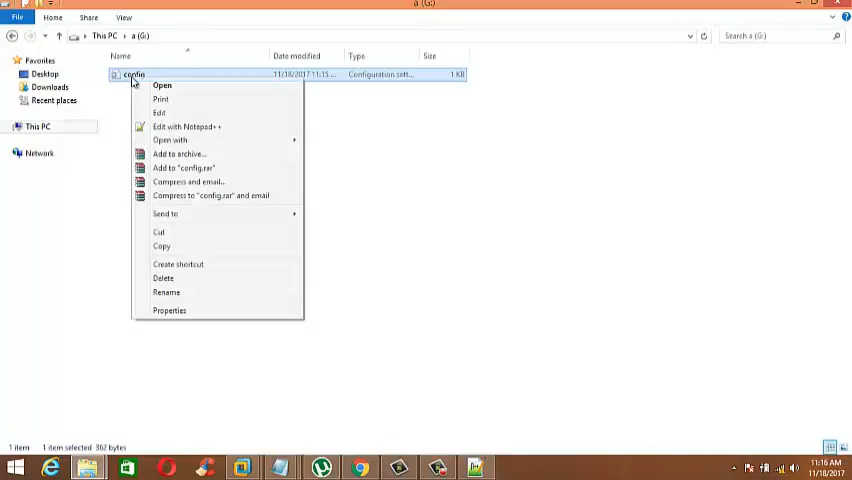 a (G:)
File Home Share View
This PC a (G:) Search a (G:)
Name Date modified Type Size
Favorites
Desktop
Downloads
Recent places
This PC
Network
config 11/18/2017 11:15... Configuration sett... 1 KB
Open
Print
Edit
Edit with Notepad++
Open with
Add to archive...
Add to "config.rar"
Compress and email...
Compress to "config.rar" and email
Send to
Cut
Copy
Create shortcut
Delete
Rename
Properties
1 item 1 item selected 362 bytes
11:16 AM
11/18/2017